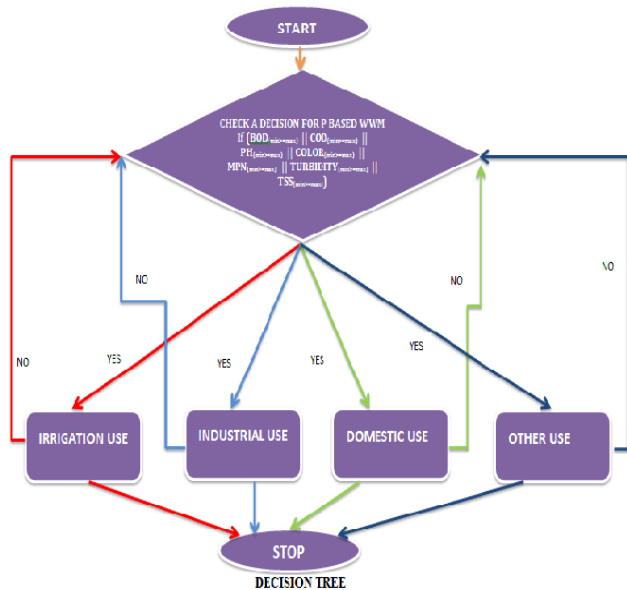 START
CHECK A DECISION FOR P BASED WWM
If (BOD(min>=max) || COD(min>=max) ||
PH(min>=max) || COLOR(min>=max) ||
MPN(min>=max) || TURBIDITY(min>=max) ||
TSS(min>=max))
NO
NO
NO
NO
YES
YES
YES
YES
IRRIGATION USE
INDUSTRIAL USE
DOMESTIC USE
OTHER USE
STOP
DECISION TREE